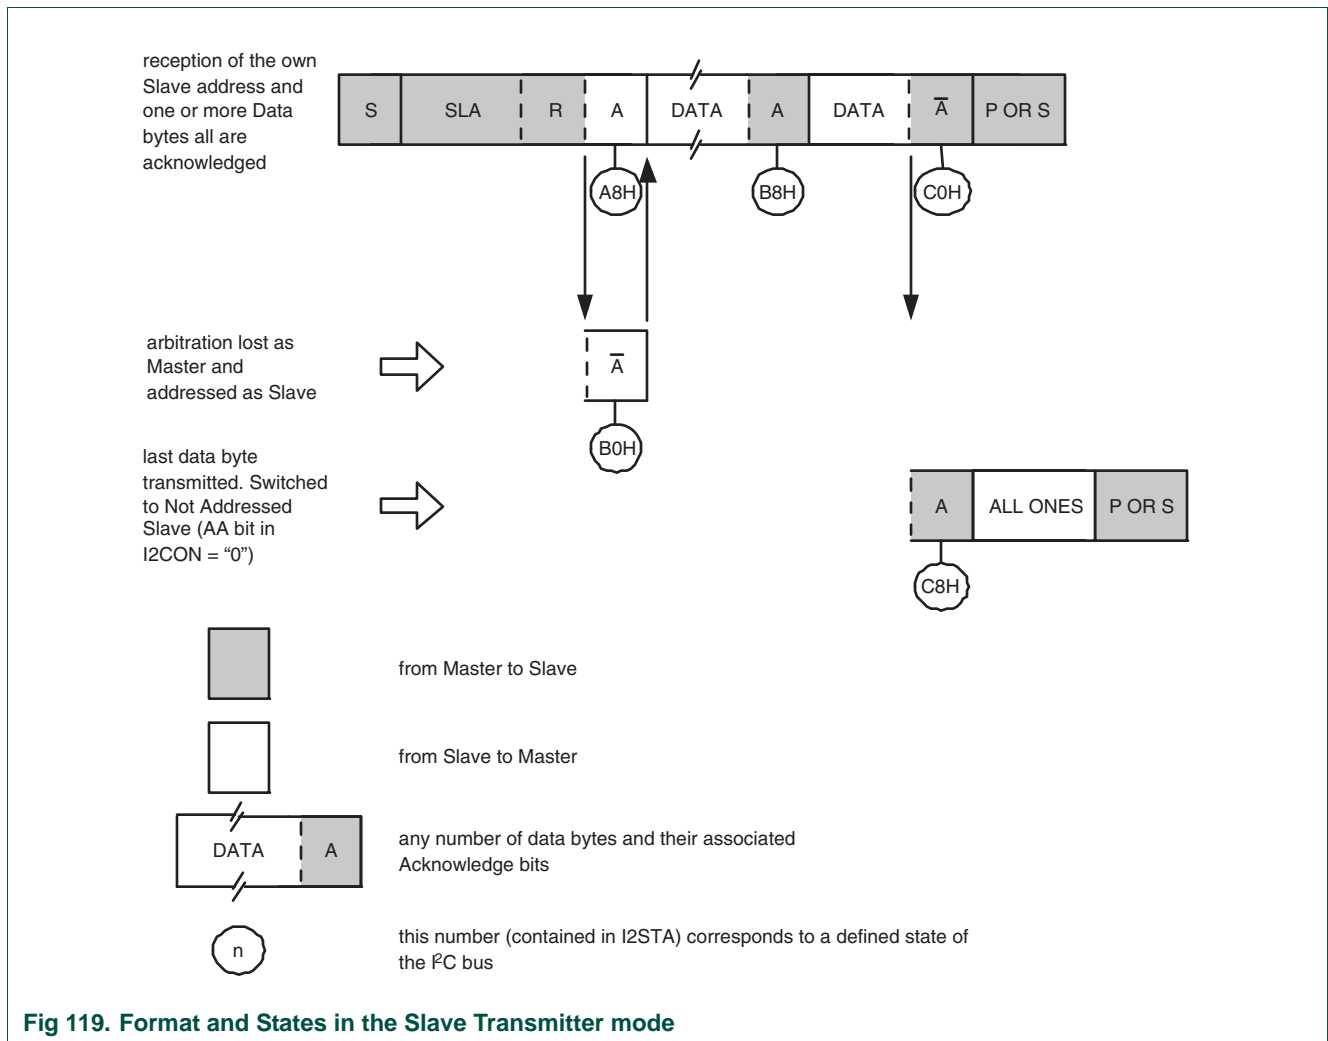 reception of the own
Slave address and
one or more Data
bytes all are
acknowledged
S SLA R A DATA A DATA A̅ P OR S
A8H B8H C0H
arbitration lost as
Master and
addressed as Slave
A̅
B0H
last data byte
transmitted. Switched
to Not Addressed
Slave (AA bit in
I2CON = “0”)
A ALL ONES P OR S
C8H
from Master to Slave
from Slave to Master
DATA A
any number of data bytes and their associated
Acknowledge bits
n
this number (contained in I2STA) corresponds to a defined state of
the I²C bus
Fig 119. Format and States in the Slave Transmitter mode